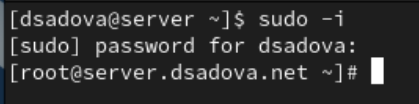 [dsadova@server ~]$ sudo -i
[sudo] password for dsadova:
[root@server.dsadova.net ~]#